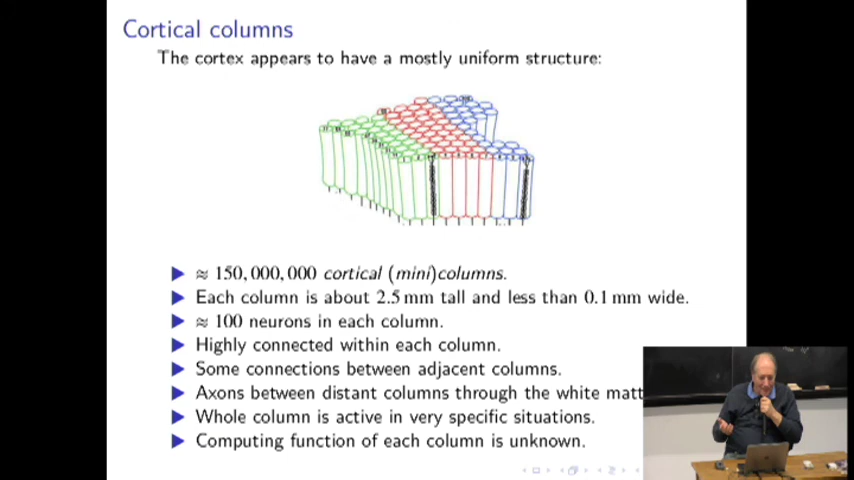 Cortical columns
The cortex appears to have a mostly uniform structure:
≈ 150,000,000 cortical (mini)columns.
Each column is about 2.5 mm tall and less than 0.1 mm wide.
≈ 100 neurons in each column.
Highly connected within each column.
Some connections between adjacent columns.
Axons between distant columns through the white matt
Whole column is active in very specific situations.
Computing function of each column is unknown.